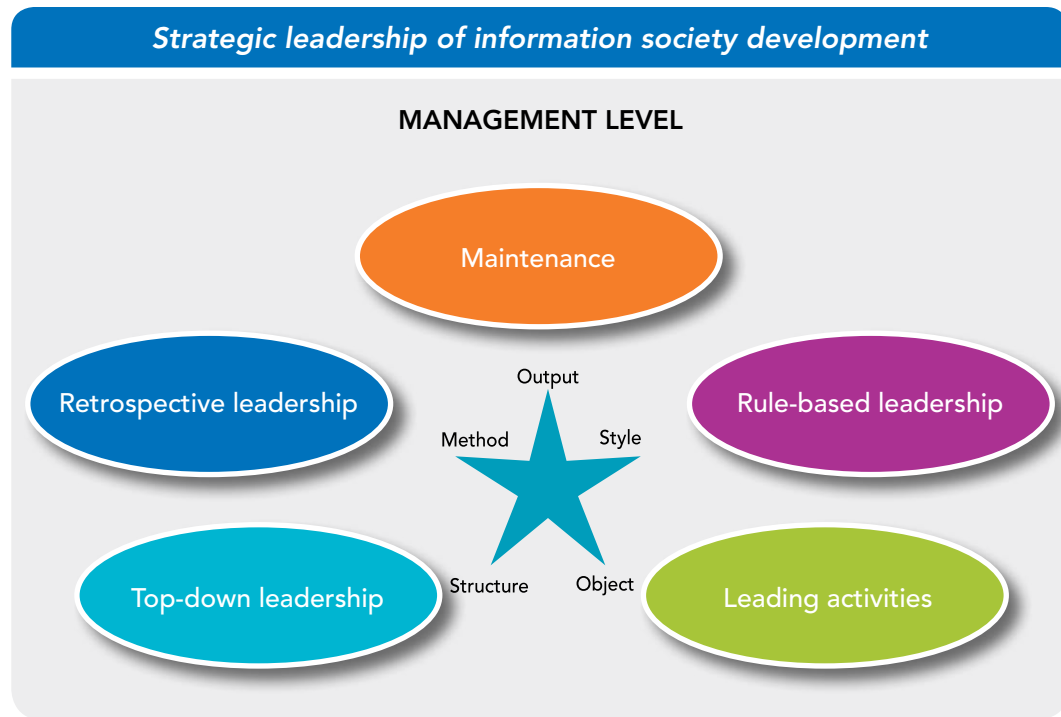 Strategic leadership of information society development
MANAGEMENT LEVEL
Maintenance
Retrospective leadership
Rule-based leadership
Output
Method
Style
Structure
Object
Top-down leadership
Leading activities